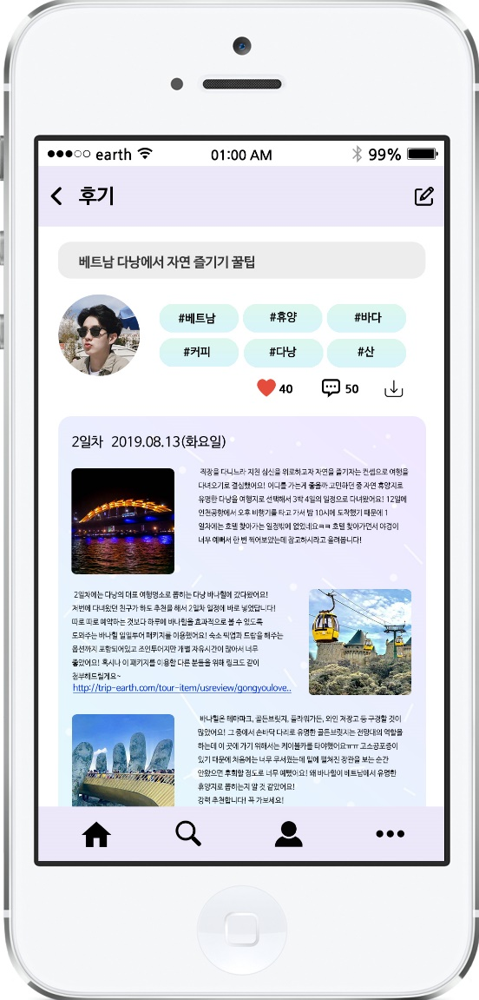 earth 01:00 AM 99%
후기
베트남 다낭에서 자연 즐기기 꿀팁
#베트남 #휴양 #바다
#커피 #다낭 #산
40 50
2일차 2019.08.13(화요일)
직장을 다니느라 지친 심신을 위로하고자 자연을 즐기자는 컨셉으로 여행을
다녀오기로 결심했어요! 어디를 가는게 좋을까 고민하던 중 자연 휴양지로
유명한 다낭을 여행지로 선택해서 3박 4일의 일정으로 다녀왔어요! 12일에
인천공항에서 오후 비행기를 타고 가서 밤 10시에 도착했기 때문에 1
일차에는 호텔 찾아가는 일정밖에 없었네요ㅋㅋ 호텔 찾아가면서 야경이
너무 예뻐서 한 번 찍어보았는데 참고하시라고 올려봅니다!
2일차에는 다낭의 대표 여행명소로 뽑히는 다낭 바나힐에 갔다왔어요!
저번에 다녀왔던 친구가 하도 추천을 해서 2일차 일정에 바로 넣었답니다!
따로 따로 예약하는 것보다 하루에 바나힐을 효과적으로 볼 수 있도록
도와주는 바나힐 일일투어 패키지를 이용했어요! 숙소 픽업과 드랍을 해주는
옵션까지 포함되어있고 조인투어지만 개별 자유시간이 많아서 너무
좋았어요! 혹시나 이 패키지를 이용할 다른 분들을 위해 링크도 같이
첨부해드릴게요~
http://trip-earth.com/tour-item/usreview/gongyoulove..
바나힐은 테마파크, 골든브릿지, 플라워가든, 와인 저장고 등 구경할 것이
많았어요! 그 중에서 손바닥 다리로 유명한 골든브릿지는 전망대의 역할을
하는데 이 곳에 가기 위해서는 케이블카를 타야했어요ㅠㅠ 고소공포증이
있기 때문에 처음에는 너무 무서웠는데 밑에 펼쳐진 장관을 보는 순간
안왔으면 후회할 정도로 너무 예뻤어요! 왜 바나힐이 베트남에서 유명한
휴양지로 뽑히는지 알 것 같았어요!
강력 추천합니다! 꼭 가보세요!